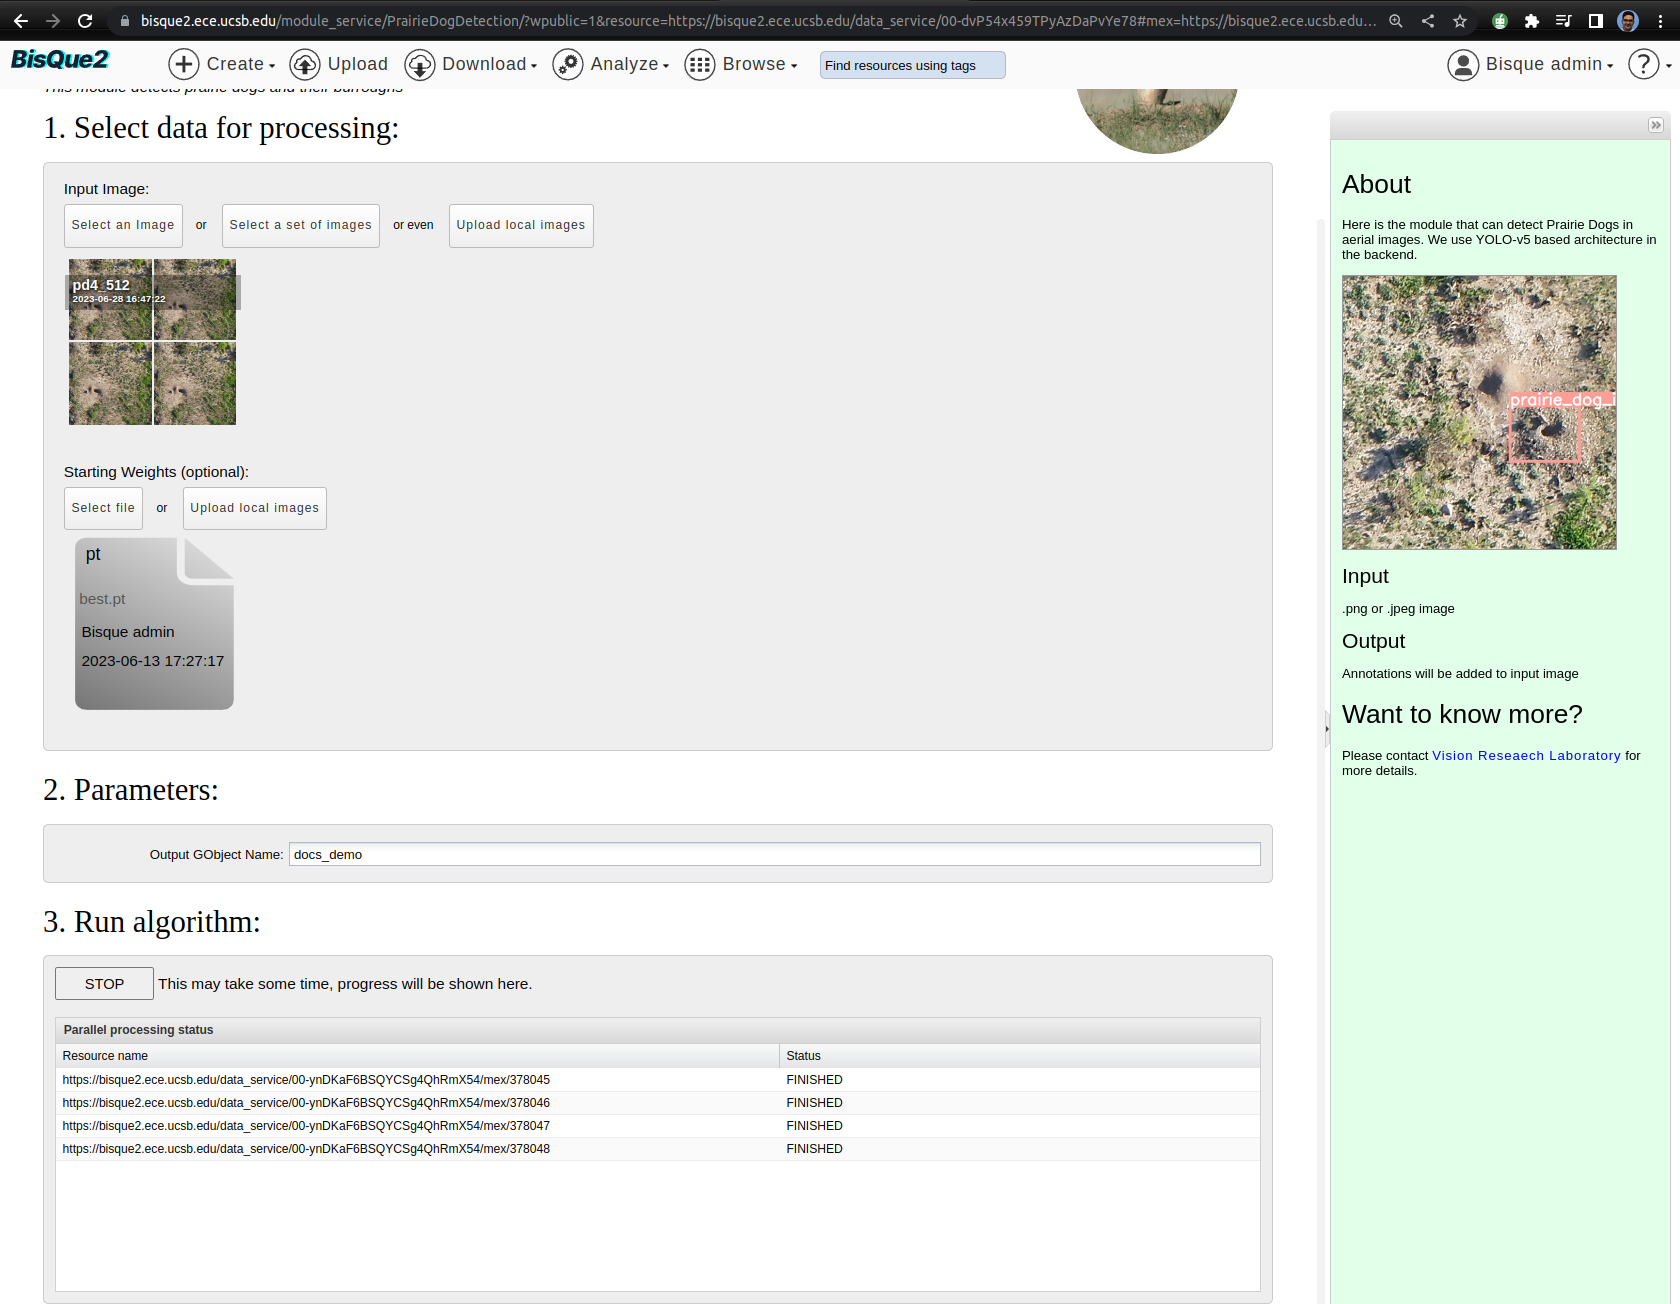 bisque2.ece.ucsb.edu/module_service/PrairieDogDetection/?wpublic=1&resource=https://bisque2.ece.ucsb.edu/data_service/00-dvP54x459TPyAzDaPvYe78#mex=https://bisque2.ece.ucsb.edu...
BisQue2
Create
Upload
Download
Analyze
Browse
Find resources using tags
Bisque admin
?
This module detects prairie dogs and their burroughs
1. Select data for processing:
Input Image:
Select an Image or Select a set of images or even Upload local images
pd4_512
2023-06-28 16:47:22
Starting Weights (optional):
Select file or Upload local images
pt
best.pt
Bisque admin
2023-06-13 17:27:17
2. Parameters:
Output GObject Name: docs_demo
3. Run algorithm:
STOP This may take some time, progress will be shown here.
Parallel processing status
Resource name Status
https://bisque2.ece.ucsb.edu/data_service/00-ynDKaF6BSQYCSg4QhRmX54/mex/378045 FINISHED
https://bisque2.ece.ucsb.edu/data_service/00-ynDKaF6BSQYCSg4QhRmX54/mex/378046 FINISHED
https://bisque2.ece.ucsb.edu/data_service/00-ynDKaF6BSQYCSg4QhRmX54/mex/378047 FINISHED
https://bisque2.ece.ucsb.edu/data_service/00-ynDKaF6BSQYCSg4QhRmX54/mex/378048 FINISHED
About
Here is the module that can detect Prairie Dogs in
aerial images. We use YOLO-v5 based architecture in
the backend.
prairie_dog_i
Input
.png or .jpeg image
Output
Annotations will be added to input image
Want to know more?
Please contact Vision Reseaech Laboratory for
more details.